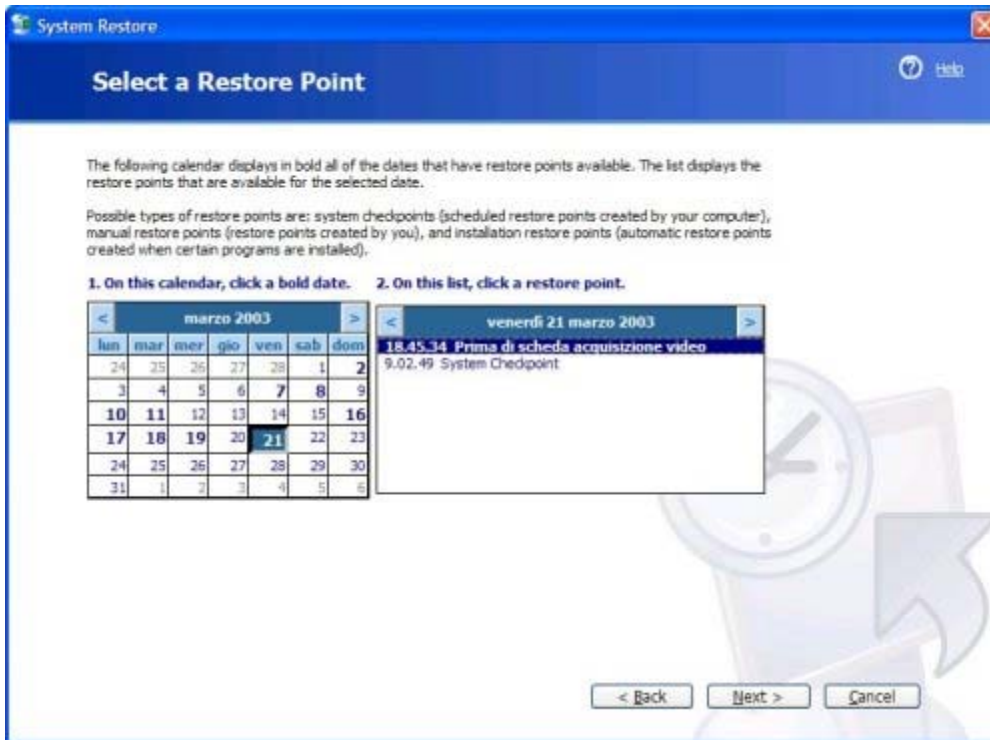 System Restore
Select a Restore Point
Help
The following calendar displays in bold all of the dates that have restore points available. The list displays the
restore points that are available for the selected date.
Possible types of restore points are: system checkpoints (scheduled restore points created by your computer),
manual restore points (restore points created by you), and installation restore points (automatic restore points
created when certain programs are installed).
1. On this calendar, click a bold date.
2. On this list, click a restore point.
< marzo 2003 >
lun mar mer gio ven sab dom
24 25 26 27 28 1 2
3 4 5 6 7 8 9
10 11 12 13 14 15 16
17 18 19 20 21 22 23
24 25 26 27 28 29 30
31 1 2 3 4 5 6
< venerdì 21 marzo 2003 >
18.45.34 Prima di scheda acquisizione video
9.02.49 System Checkpoint
< Back
Next >
Cancel